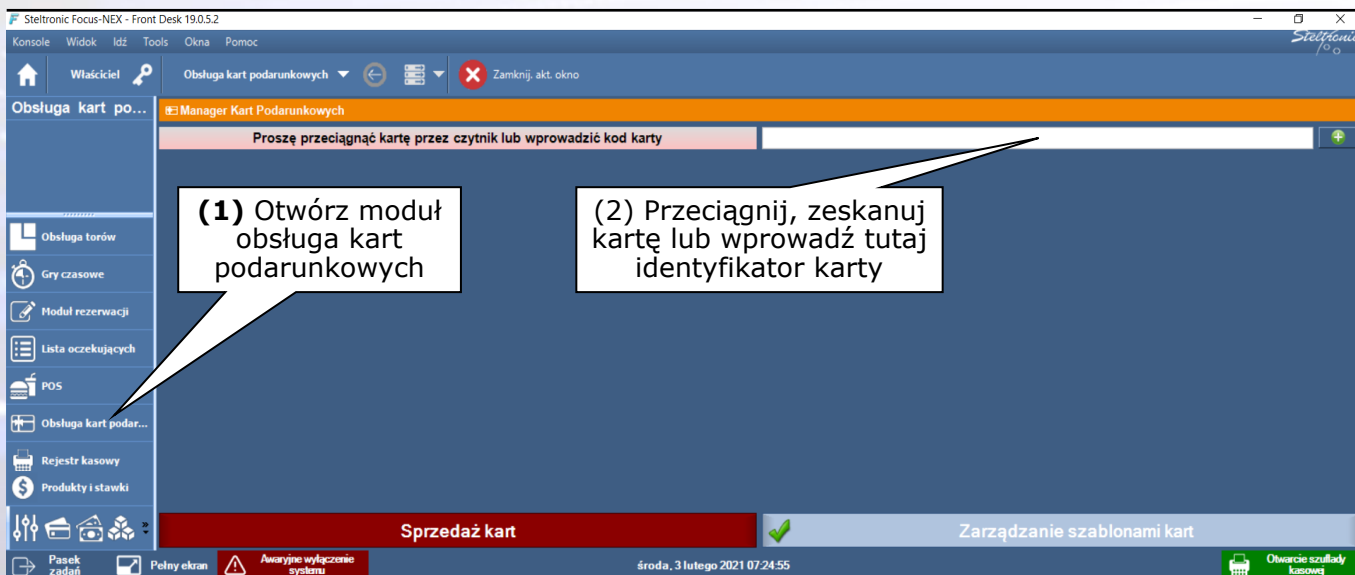 Steltronic Focus-NEX - Front Desk 19.0.5.2
Konsole Widok Idź Tools Okna Pomoc
Steltronic
Właściciel Obsługa kart podarunkowych Zamknij. akt. okno
Obsługa kart po... Manager Kart Podarunkowych
Proszę przeciągnąć kartę przez czytnik lub wprowadzić kod karty
(1) Otwórz moduł
obsługa kart
podarunkowych
(2) Przeciągnij, zeskanuj
kartę lub wprowadź tutaj
identyfikator karty
Obsługa torów
Gry czasowe
Moduł rezerwacji
Lista oczekujących
POS
Obsługa kart podar...
Rejestr kasowy
Produkty i stawki
Sprzedaż kart Zarządzanie szablonami kart
Pasek
zadań
Pełny ekran
Awaryjne wyłączenie
systemu
środa, 3 lutego 2021 07:24:55
Otwarcie szuflady
kasowej